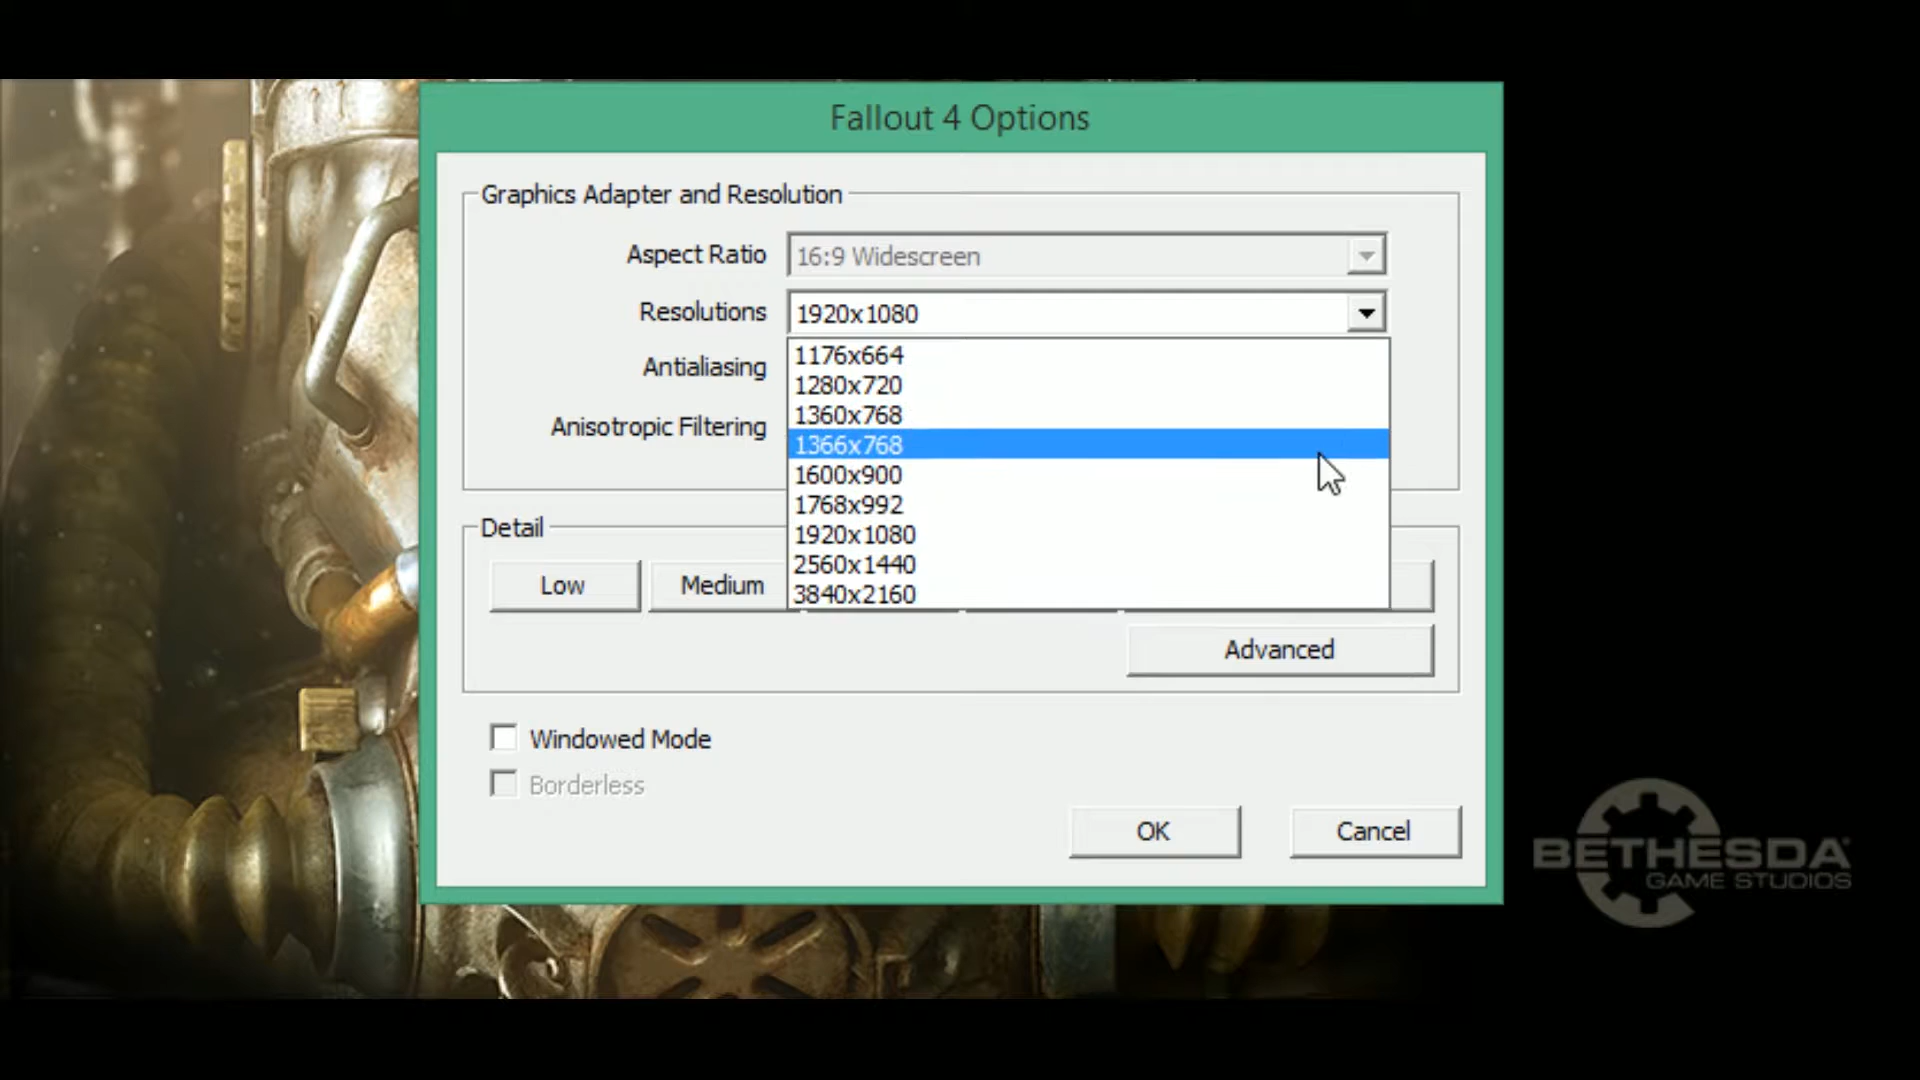 Fallout 4 Options
Graphics Adapter and Resolution
Aspect Ratio 16:9 Widescreen
Resolutions 1920x1080
Antialiasing
Anisotropic Filtering
1176x664
1280x720
1360x768
1366x768
1600x900
1768x992
1920x1080
2560x1440
3840x2160
Detail
Low Medium
Advanced
Windowed Mode
Borderless
OK Cancel
BETHESDA
GAME STUDIOS